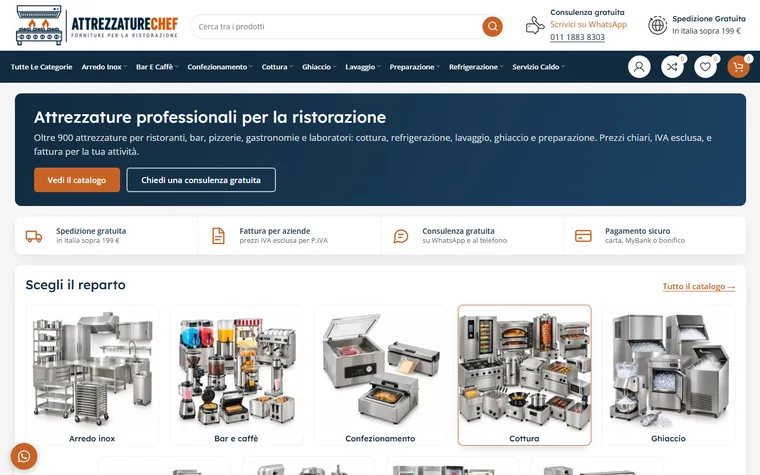 ATTREZZATURECHEF
FORNITURE PER LA RISTORAZIONE
Cerca tra i prodotti
Consulenza gratuita
Scrivici su WhatsApp
011 1883 8303
Spedizione Gratuita
In italia sopra 199 €
Tutte Le Categorie Arredo Inox Bar E Caffè Confezionamento Cottura Ghiaccio Lavaggio Preparazione Refrigerazione Servizio Caldo
0 0 0
Attrezzature professionali per la ristorazione
Oltre 900 attrezzature per ristoranti, bar, pizzerie, gastronomie e laboratori: cottura, refrigerazione, lavaggio, ghiaccio e preparazione. Prezzi chiari, IVA esclusa, e
fattura per la tua attività.
Vedi il catalogo Chiedi una consulenza gratuita
Spedizione gratuita
in Italia sopra 199 €
Fattura per aziende
prezzi IVA esclusa per P.IVA
Consulenza gratuita
su WhatsApp e al telefono
Pagamento sicuro
carta, MyBank o bonifico
Scegli il reparto
Tutto il catalogo →
Arredo inox
Bar e caffè
Confezionamento
Cottura
Ghiaccio